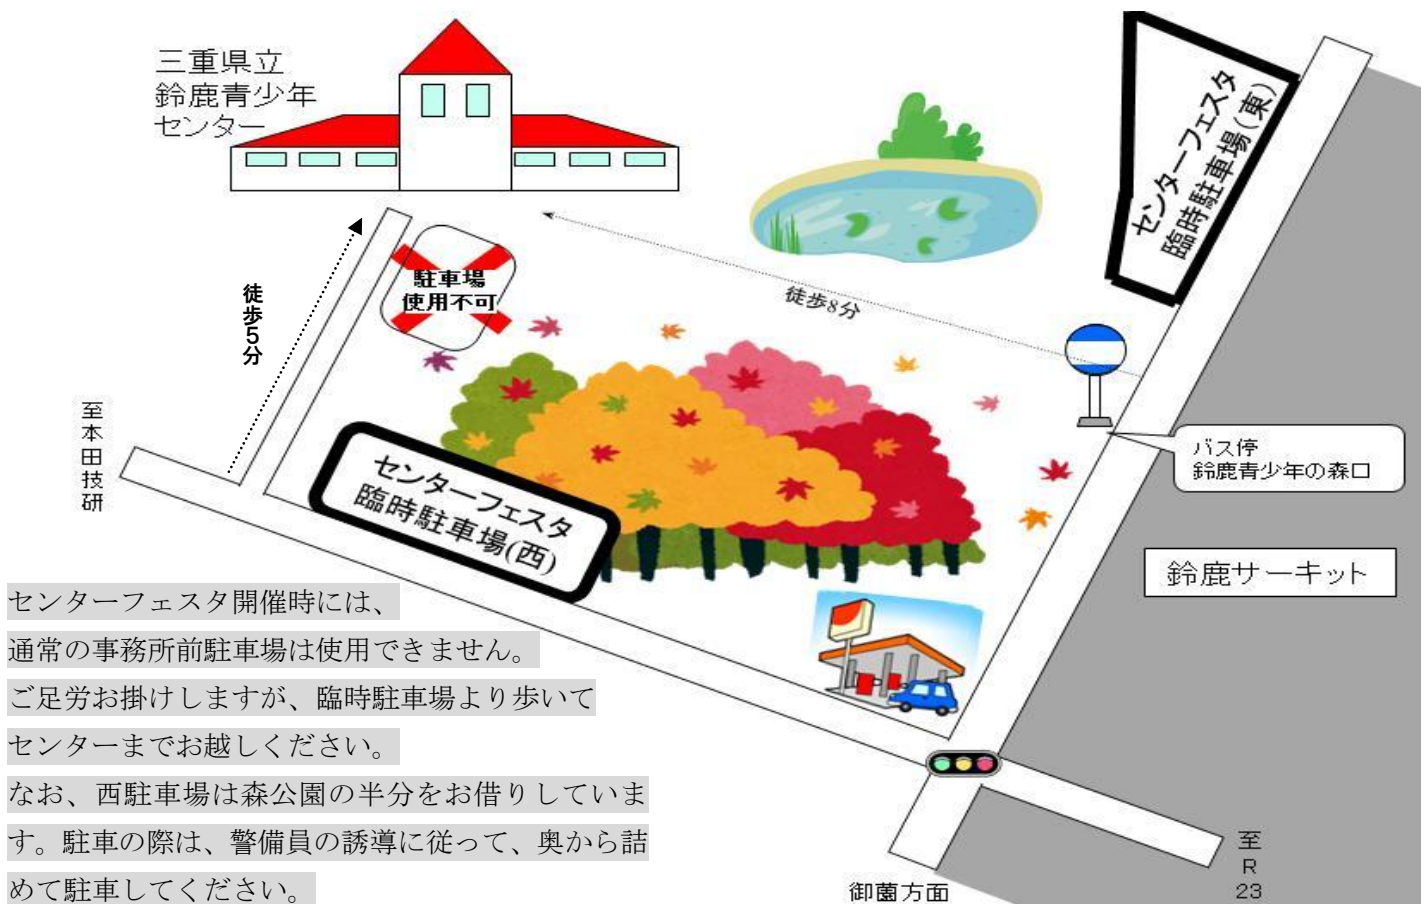 三重県立
鈴鹿青少年
センター
センターフェスタ
臨時駐車場(東)
駐車場
使用不可
徒歩8分
徒歩5分
至本田技研
バス停
鈴鹿青少年の森口
センターフェスタ
臨時駐車場(西)
鈴鹿サーキット
センターフェスタ開催時には、
通常の事務所前駐車場は使用できません。
ご足労お掛けしますが、臨時駐車場より歩いて
センターまでお越しください。
なお、西駐車場は森公園の半分をお借りしていま
す。駐車の際は、警備員の誘導に従って、奥から詰
めて駐車してください。
御薗方面
至R23